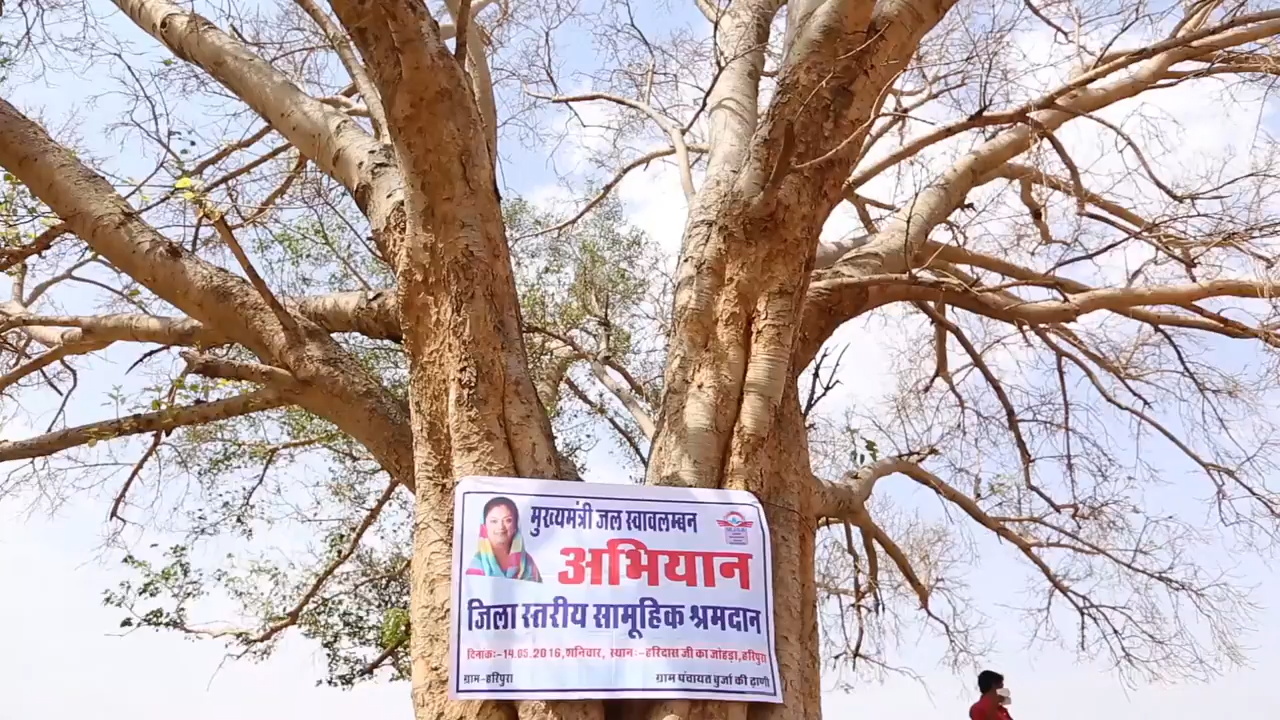 मुख्यमंत्री जल स्वावलम्बन
अभियान
जिला स्तरीय सामूहिक श्रमदान
दिनाकः-14.05.2016,शनिवार, स्थानः-हरिदास जी का जांहड़ा,हरिपुरा
ग्राम-हरिपुरा ग्राम पंचायत बुर्जा की ढ़ाणी